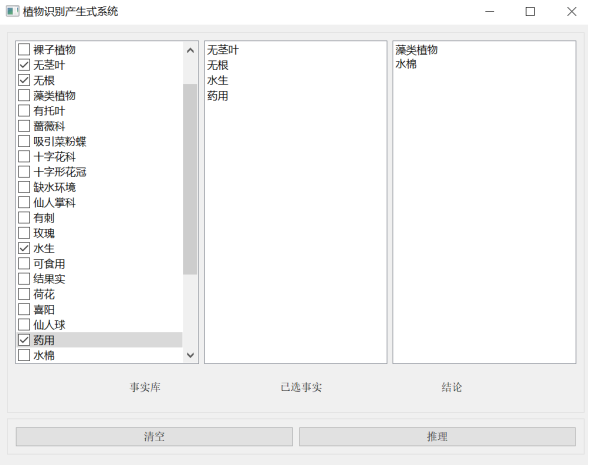 植物识别产生式系统
裸子植物
无茎叶
无根
藻类植物
有托叶
蔷薇科
吸引菜粉蝶
十字花科
十字形花冠
缺水环境
仙人掌科
有刺
玫瑰
水生
可食用
结果实
荷花
喜阳
仙人球
药用
水棉
无茎叶
无根
水生
药用
藻类植物
水棉
事实库
已选事实
结论
清空
推理